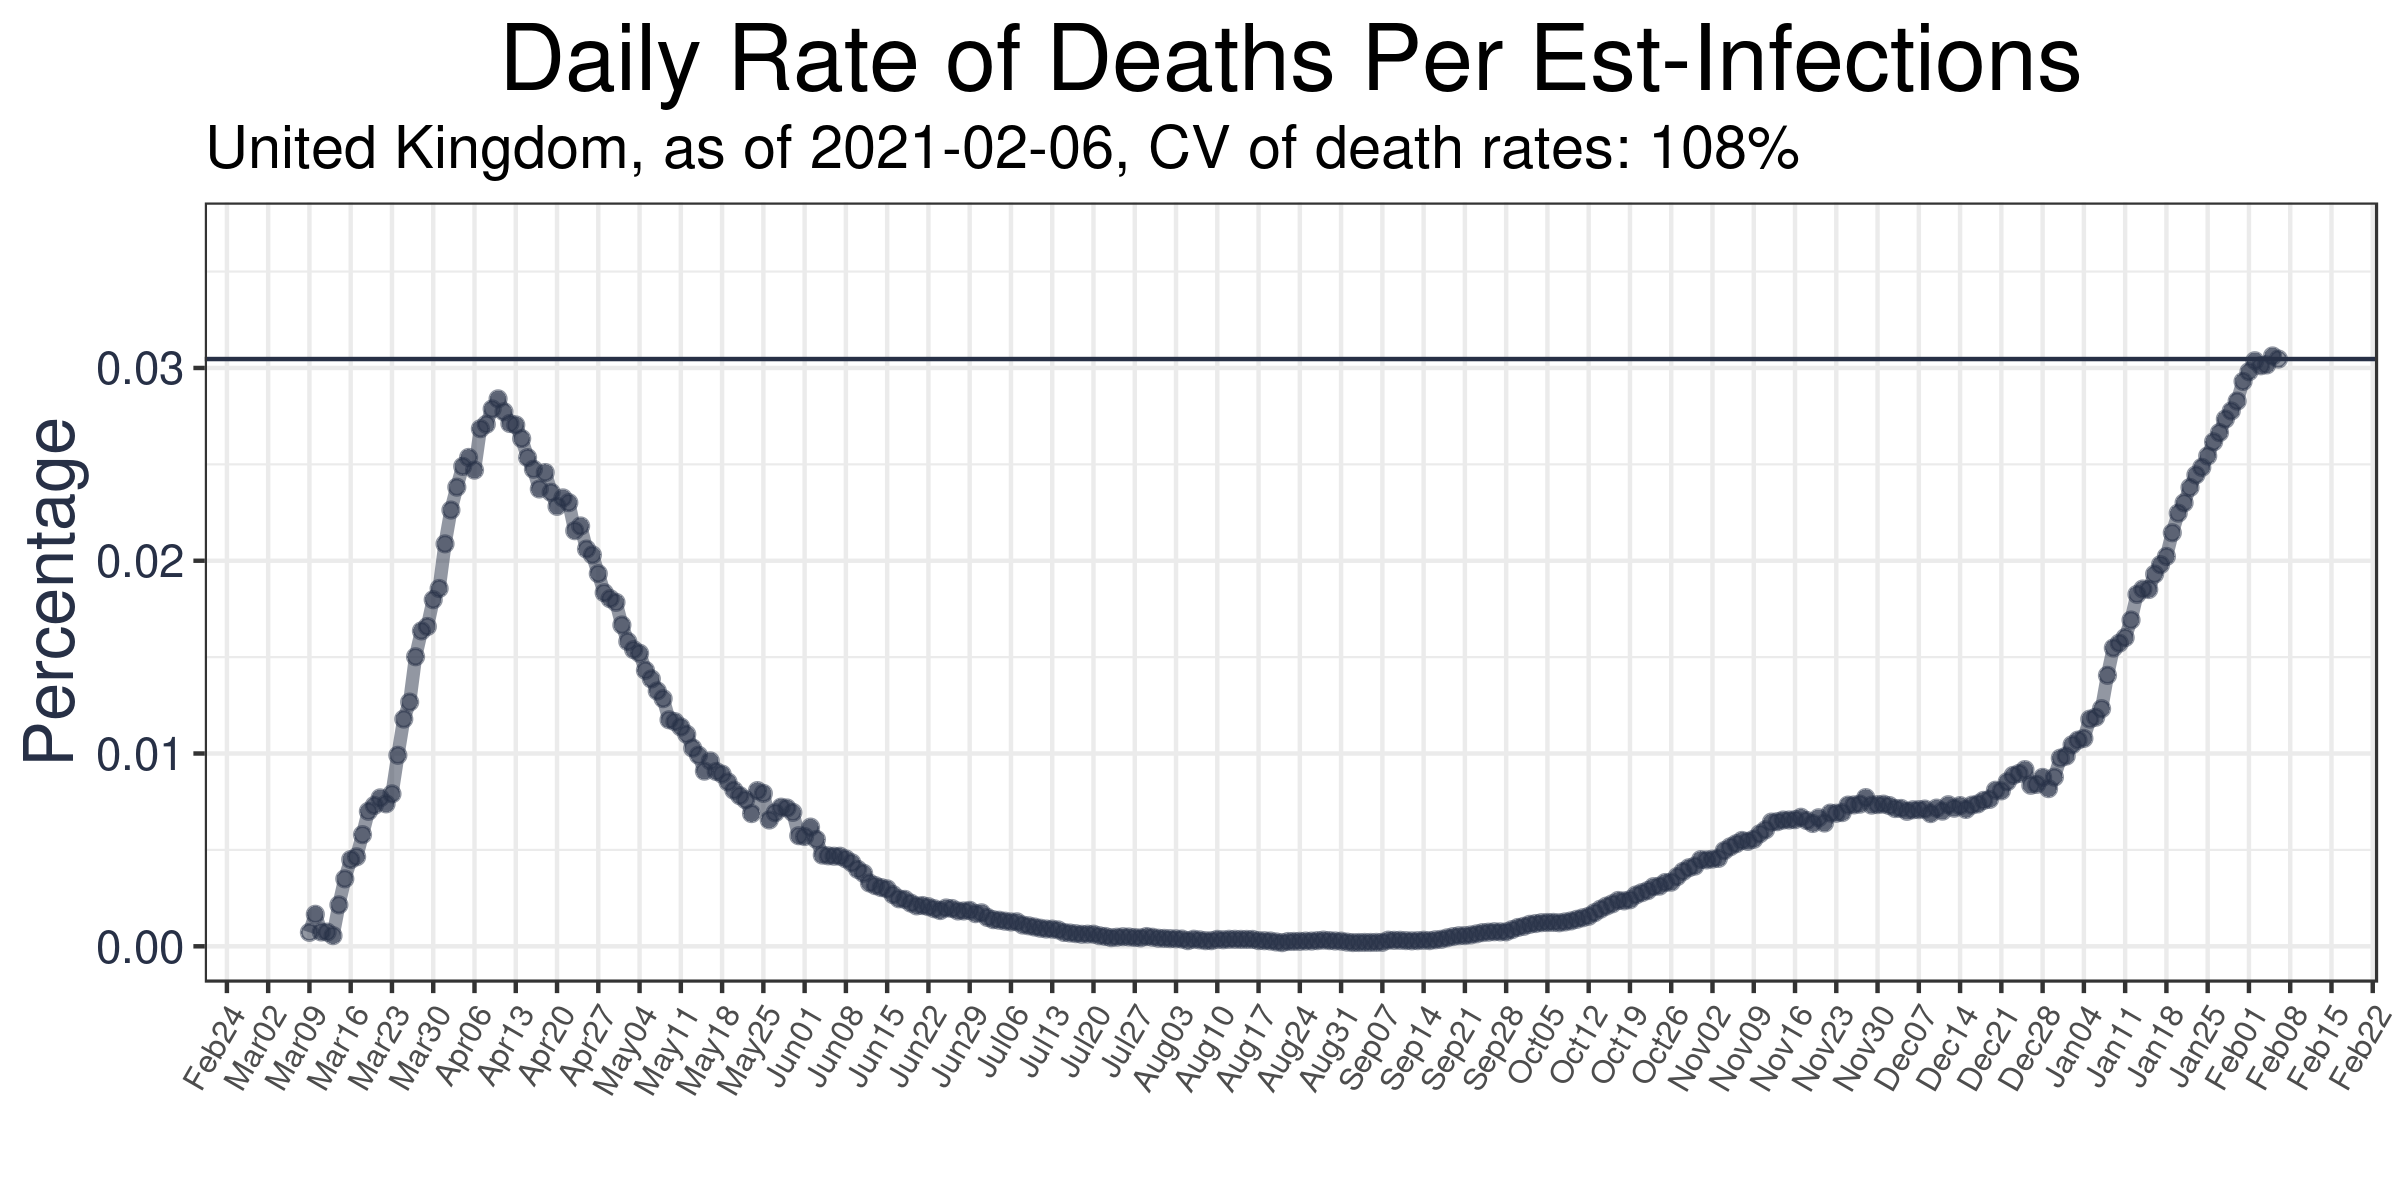 Daily Rate of Deaths Per Est-Infections
United Kingdom, as of 2021-02-06, CV of death rates: 108%
Percentage
0.03
0.02
0.01
0.00
Feb24
Mar02
Mar09
Mar16
Mar23
Mar30
Apr06
Apr13
Apr20
Apr27
May04
May11
May18
May25
Jun01
Jun08
Jun15
Jun22
Jun29
Jul06
Jul13
Jul20
Jul27
Aug03
Aug10
Aug17
Aug24
Aug31
Sep07
Sep14
Sep21
Sep28
Oct05
Oct12
Oct19
Oct26
Nov02
Nov09
Nov16
Nov23
Nov30
Dec07
Dec14
Dec21
Dec28
Jan04
Jan11
Jan18
Jan25
Feb01
Feb08
Feb15
Feb22